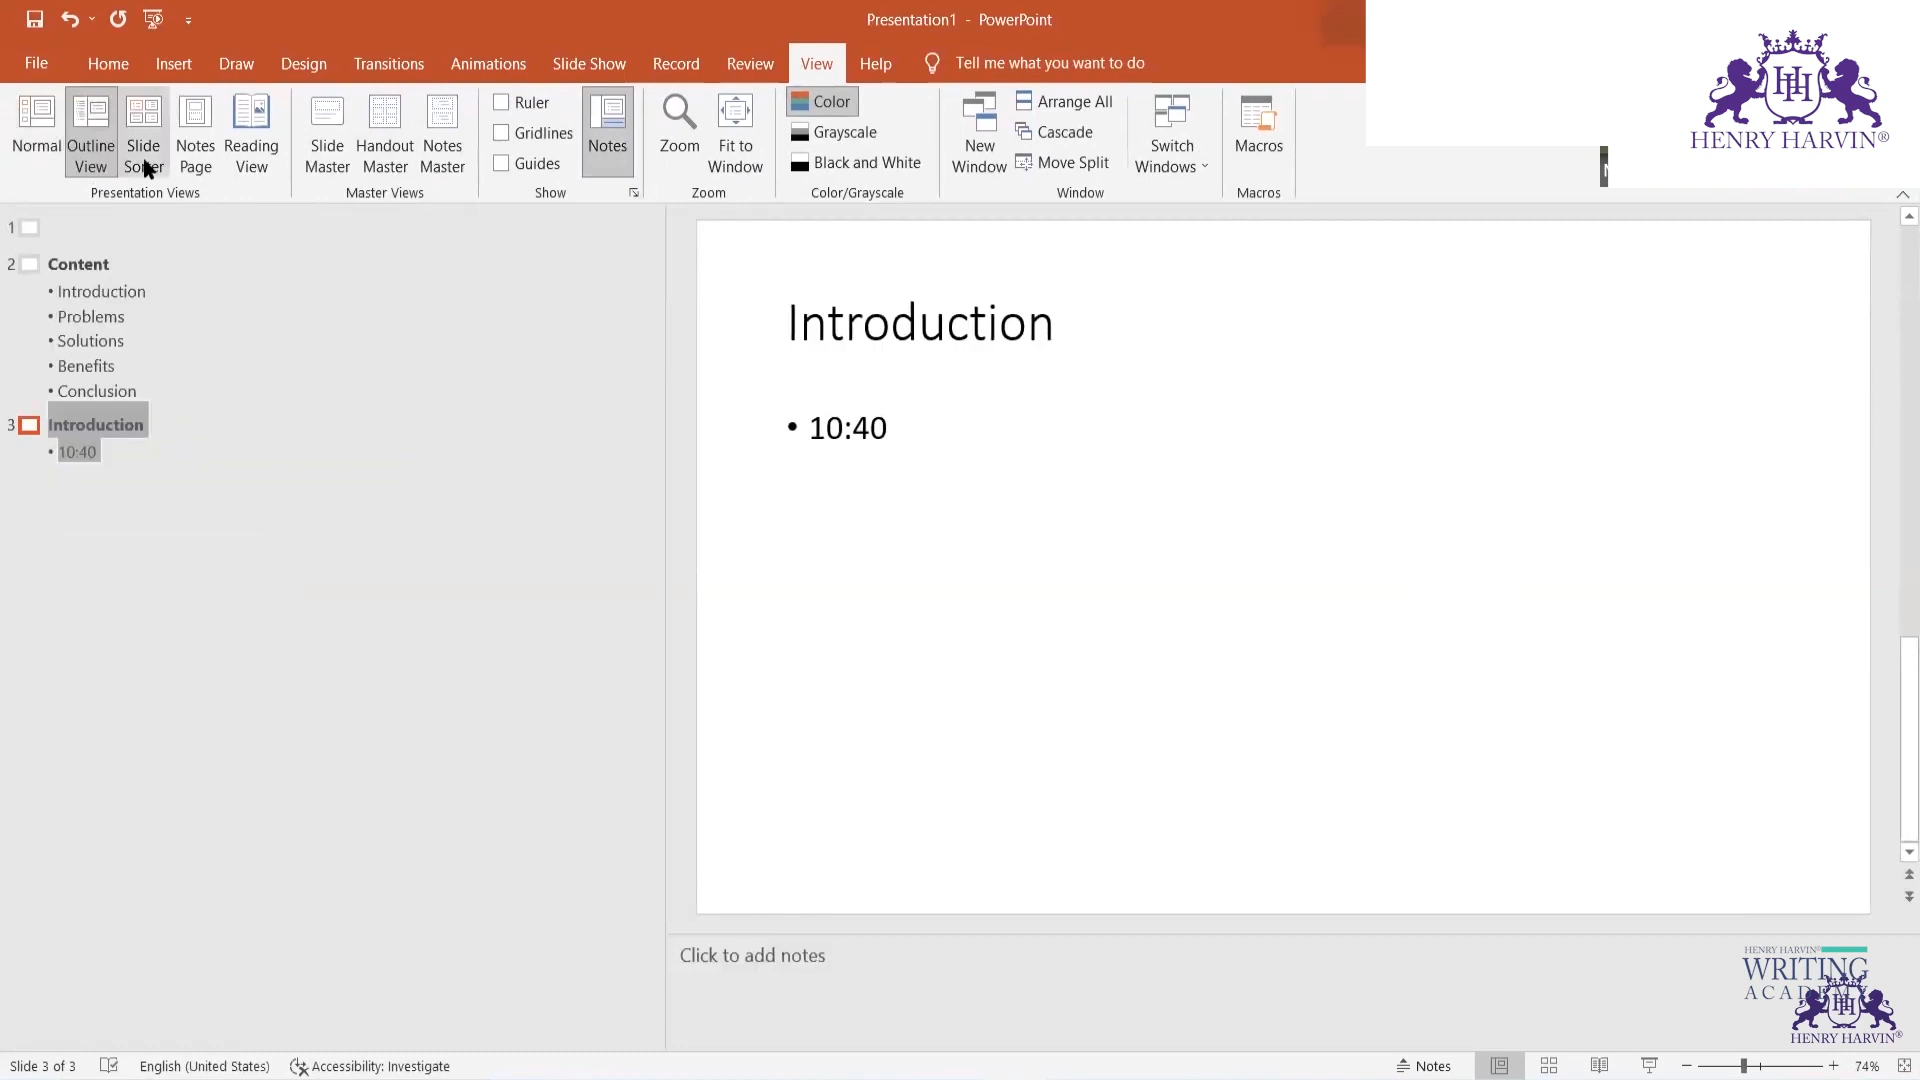 Presentation1 - PowerPoint
File Home Insert Draw Design Transitions Animations Slide Show Record Review View Help Tell me what you want to do
HENRY HARVIN®
Normal Outline View Slide Sorter Notes Page Reading View
Presentation Views
Slide Master Handout Master Notes Master
Master Views
Ruler
Gridlines
Guides
Show
Notes
Zoom Fit to Window
Zoom
Color
Grayscale
Black and White
Color/Grayscale
New Window
Arrange All
Cascade
Move Split
Switch Windows
Window
Macros
Macros
1
2 Content
• Introduction
• Problems
• Solutions
• Benefits
• Conclusion
3 Introduction
• 10:40
Introduction
• 10:40
Click to add notes
HENRY HARVIN®
WRITING
HENRY HARVIN®
Slide 3 of 3 English (United States) Accessibility: Investigate Notes 74%